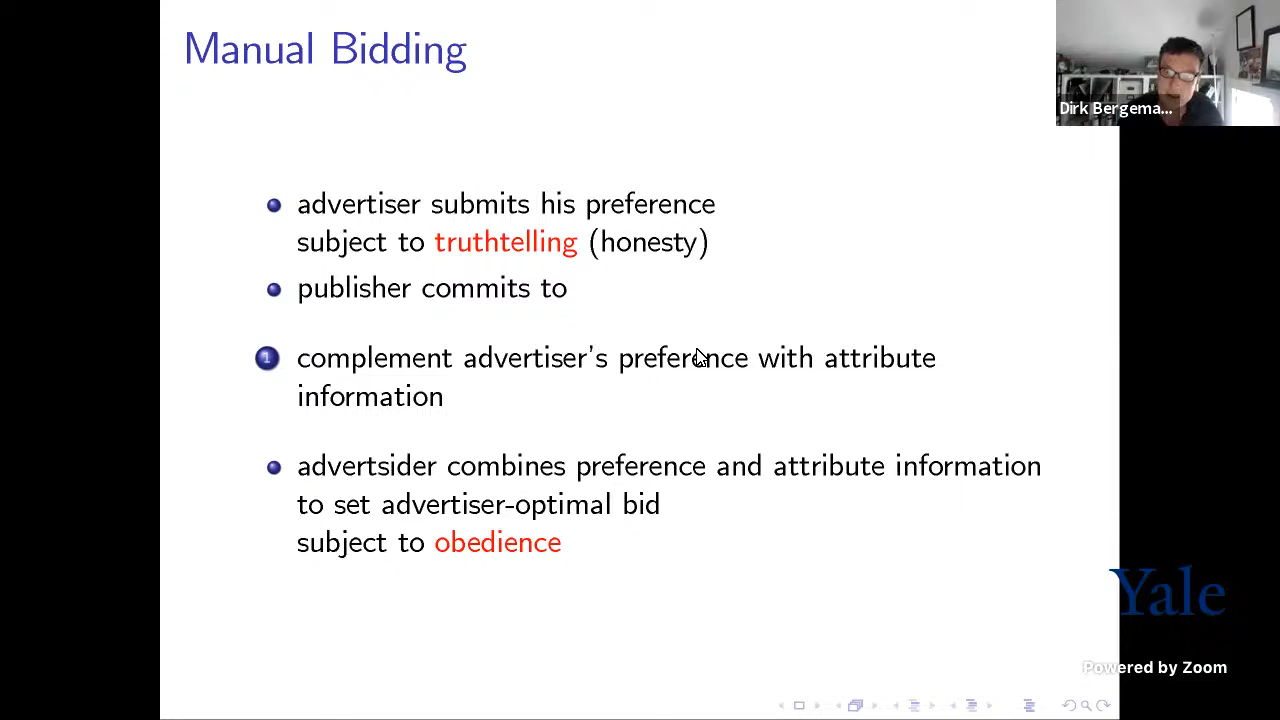 Manual Bidding
Dirk Bergema...
advertiser submits his preference
subject to truthtelling (honesty)
publisher commits to
1 complement advertiser's preference with attribute
information
advertsider combines preference and attribute information
to set advertiser-optimal bid
subject to obedience
Yale
Powered by Zoom